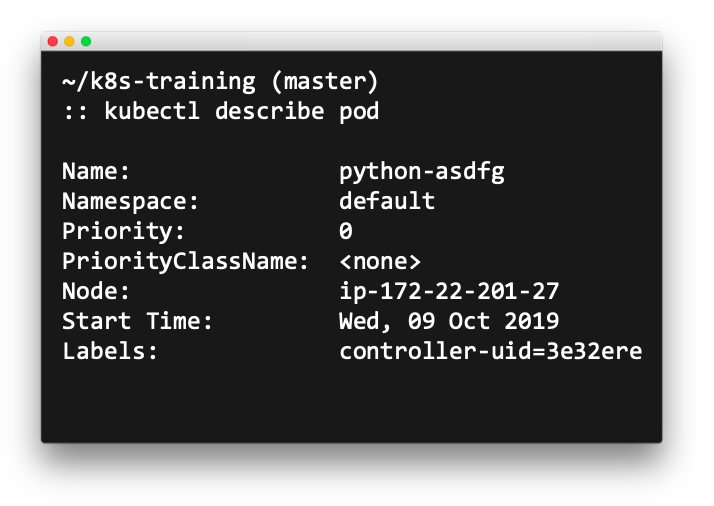 ~/k8s-training (master)
:: kubectl describe pod
Name: python-asdfg
Namespace: default
Priority: 0
PriorityClassName: <none>
Node: ip-172-22-201-27
Start Time: Wed, 09 Oct 2019
Labels: controller-uid=3e32ere